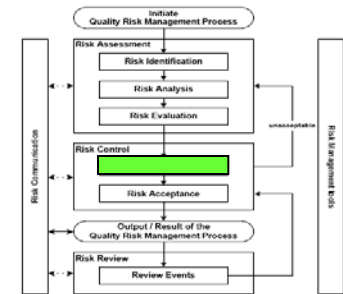 Initiate
Quality Risk Management Process
Risk Assessment
Risk Identification
Risk Analysis
Risk Evaluation
unacceptable
Risk Control
Risk Acceptance
Output / Result of the
Quality Risk Management Process
Risk Review
Review Events
Risk Communication
Risk Management tools